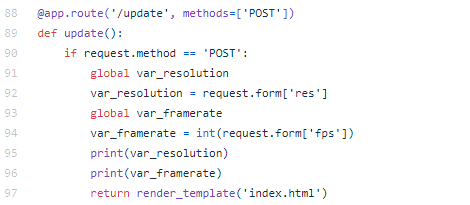 88 @app.route('/update', methods=['POST'])
89 def update():
90     if request.method == 'POST':
91         global var_resolution
92         var_resolution = request.form['res']
93         global var_framerate
94         var_framerate = int(request.form['fps'])
95         print(var_resolution)
96         print(var_framerate)
97         return render_template('index.html')